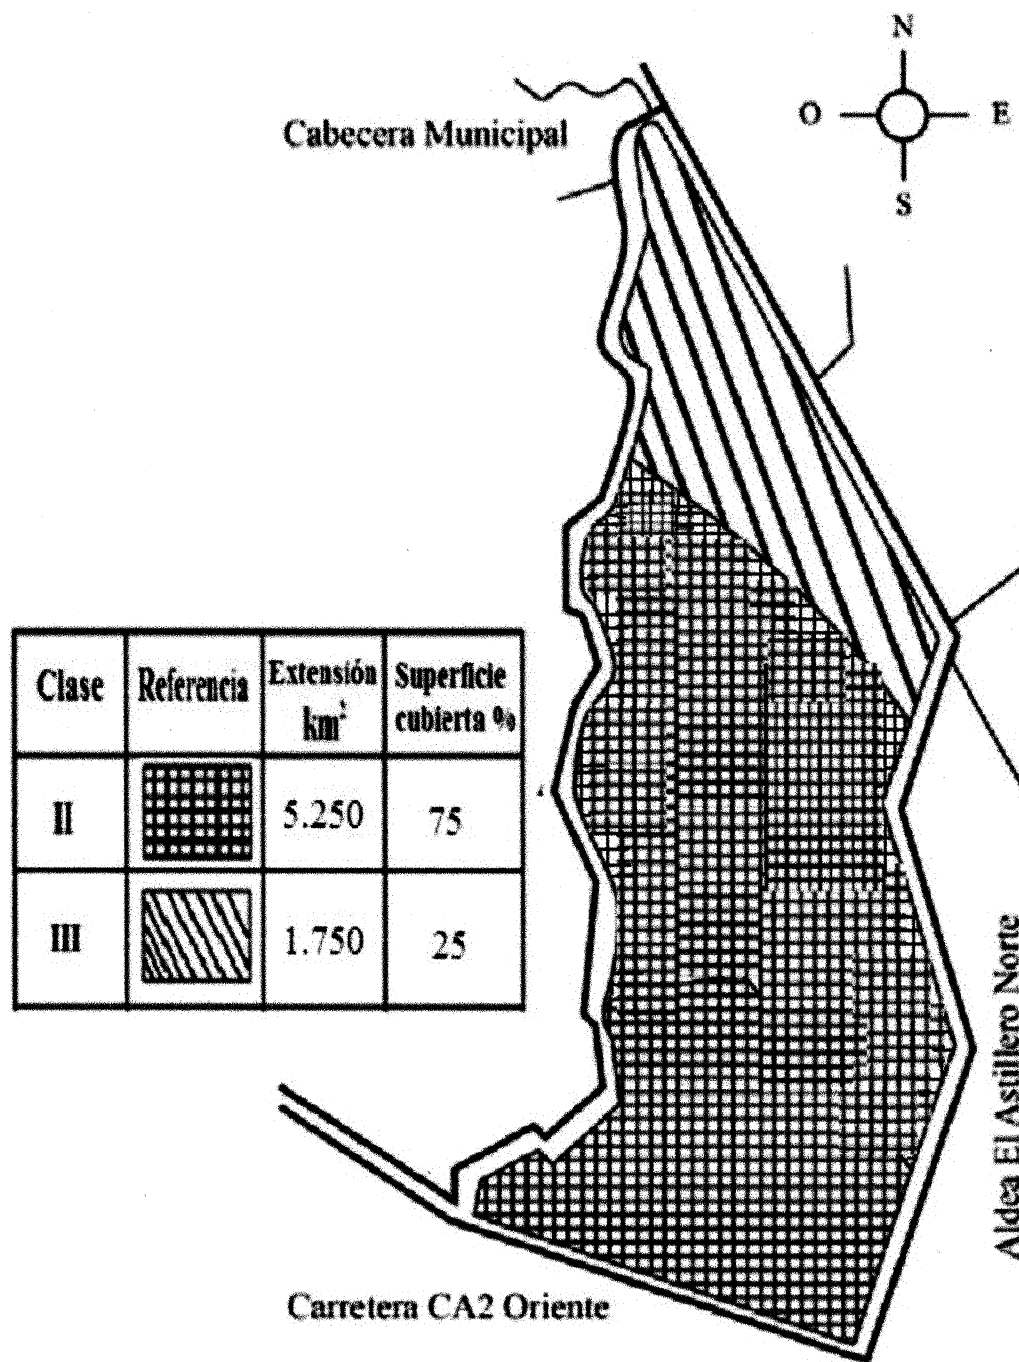 N
O E
S
Cabecera Municipal
Clase Referencia Extensión km² Superficie cubierta %
II 5.250 75
III 1.750 25
Aldea El Astillero Norte
Carretera CA2 Oriente